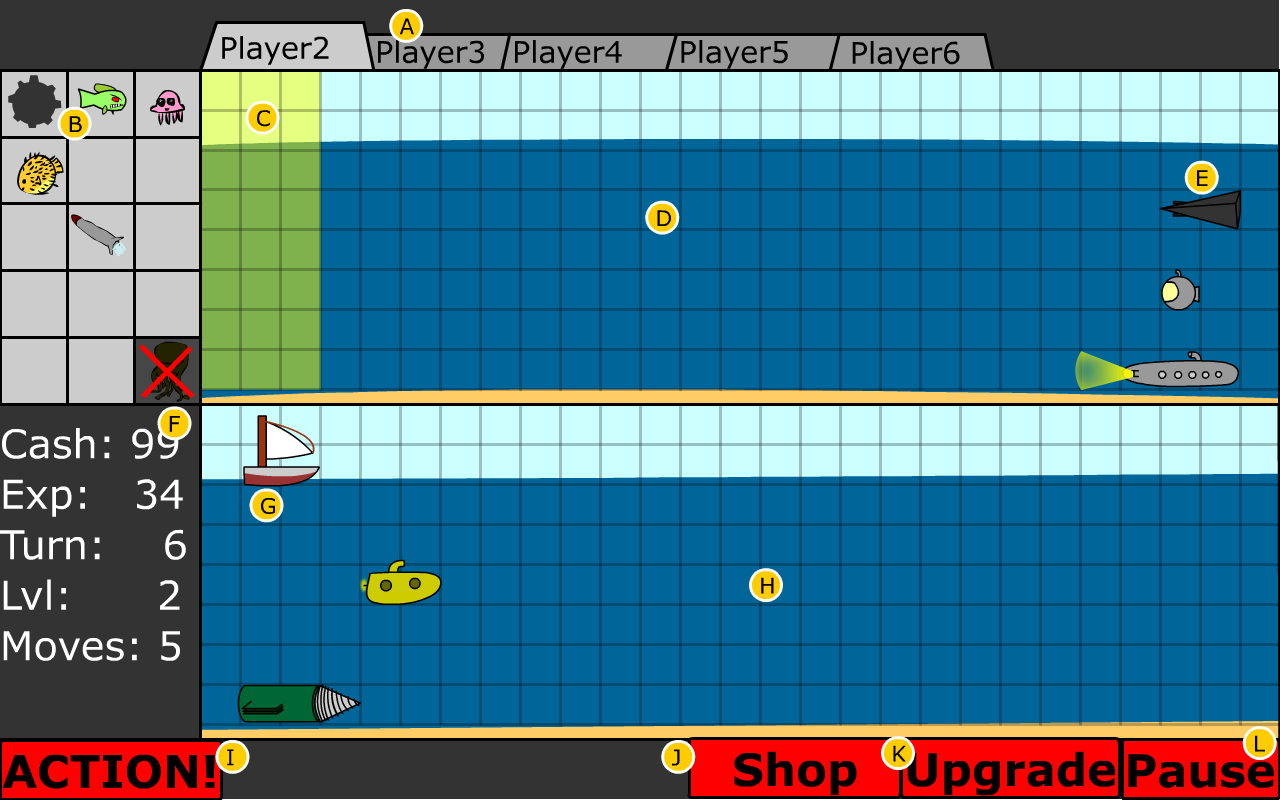 A
Player2 Player3 Player4 Player5 Player6
B
C
D
E
F
Cash: 99
Exp: 34
Turn: 6
Lvl: 2
Moves: 5
G
H
I
J
K
L
ACTION!
Shop
Upgrade
Pause